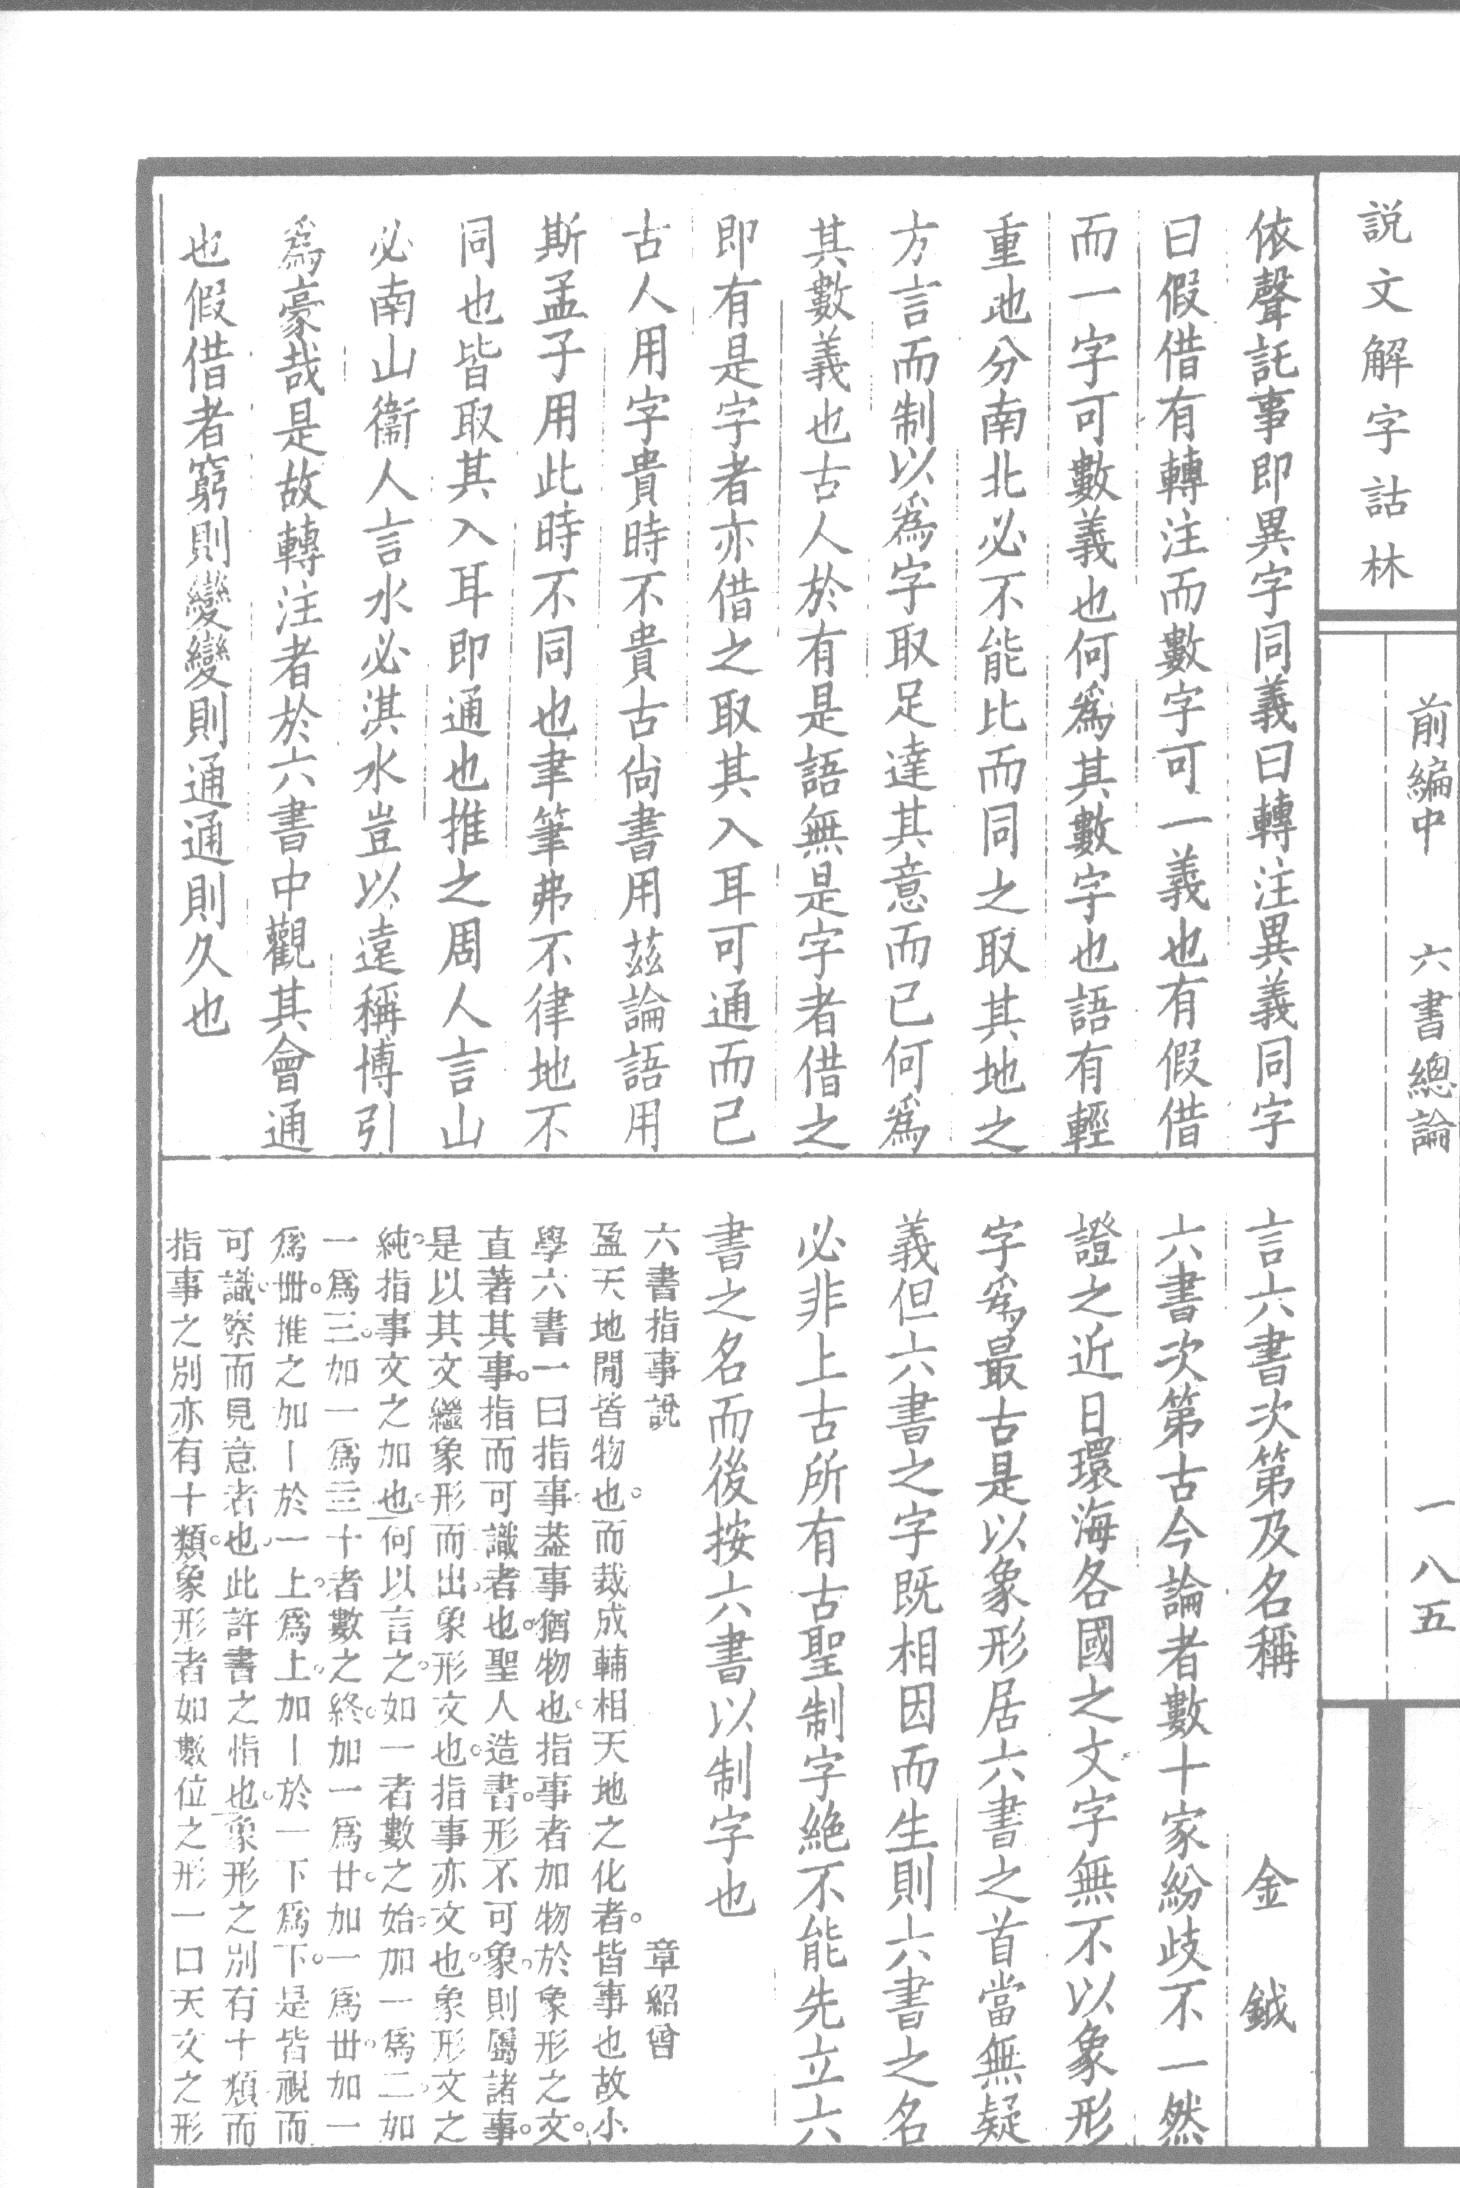 説文解字詁林
前編中 六書總論
一八五
依聲託事即異字同義曰轉注異義同字
曰假借有轉注而數字可一義也有假借
而一字可數義也何爲其數字也語有輕
重地分南北必不能比而同之取其地之
方言而制以爲字取足達其意而已何爲
其數義也古人於有是語無是字者借之
即有是字者亦借之取其入耳可通而已
古人用字貴時不貴古尚書用茲論語用
斯孟子用此時不同也聿筆弗不律地不
同也皆取其入耳即通也推之周人言山
必南山衞人言水必淇水豈以遠稱博引
爲豪哉是故轉注者於六書中觀其會通
也假借者窮則變變則通通則久也
言六書次第及名稱 金鉞
六書次第古今論者數十家紛歧不一然
證之近日環海各國之文字無不以象形
字爲最古是以象形居六書之首當無疑
義但六書之字既相因而生則六書之名
必非上古所有古聖制字絶不能先立六
書之名而後按六書以制字也
六書指事說 章紹曾
盈天地閒皆物也。而裁成輔相天地之化者。皆事也故小
學六書一曰指事葢事猶物也指事者加物於象形之文。
直著其事。指而可識者也聖人造書。形不可象。則屬諸事。
是以其文繼象形而出象形文也。指事亦文也。象形文之
純。指事文之加也。何以言之。如一者數之始。加一爲二。如
一爲三。加一爲亖十者數之終。加一爲廿。加一爲卅。加一
爲卌。推之加丨於一上。爲上。加丨於一下爲下。是皆視而
可識。察而見意者也。此許書之恉也。象形之別有十類而
指事之別亦有十類。象形者如數位之形一口天文之形